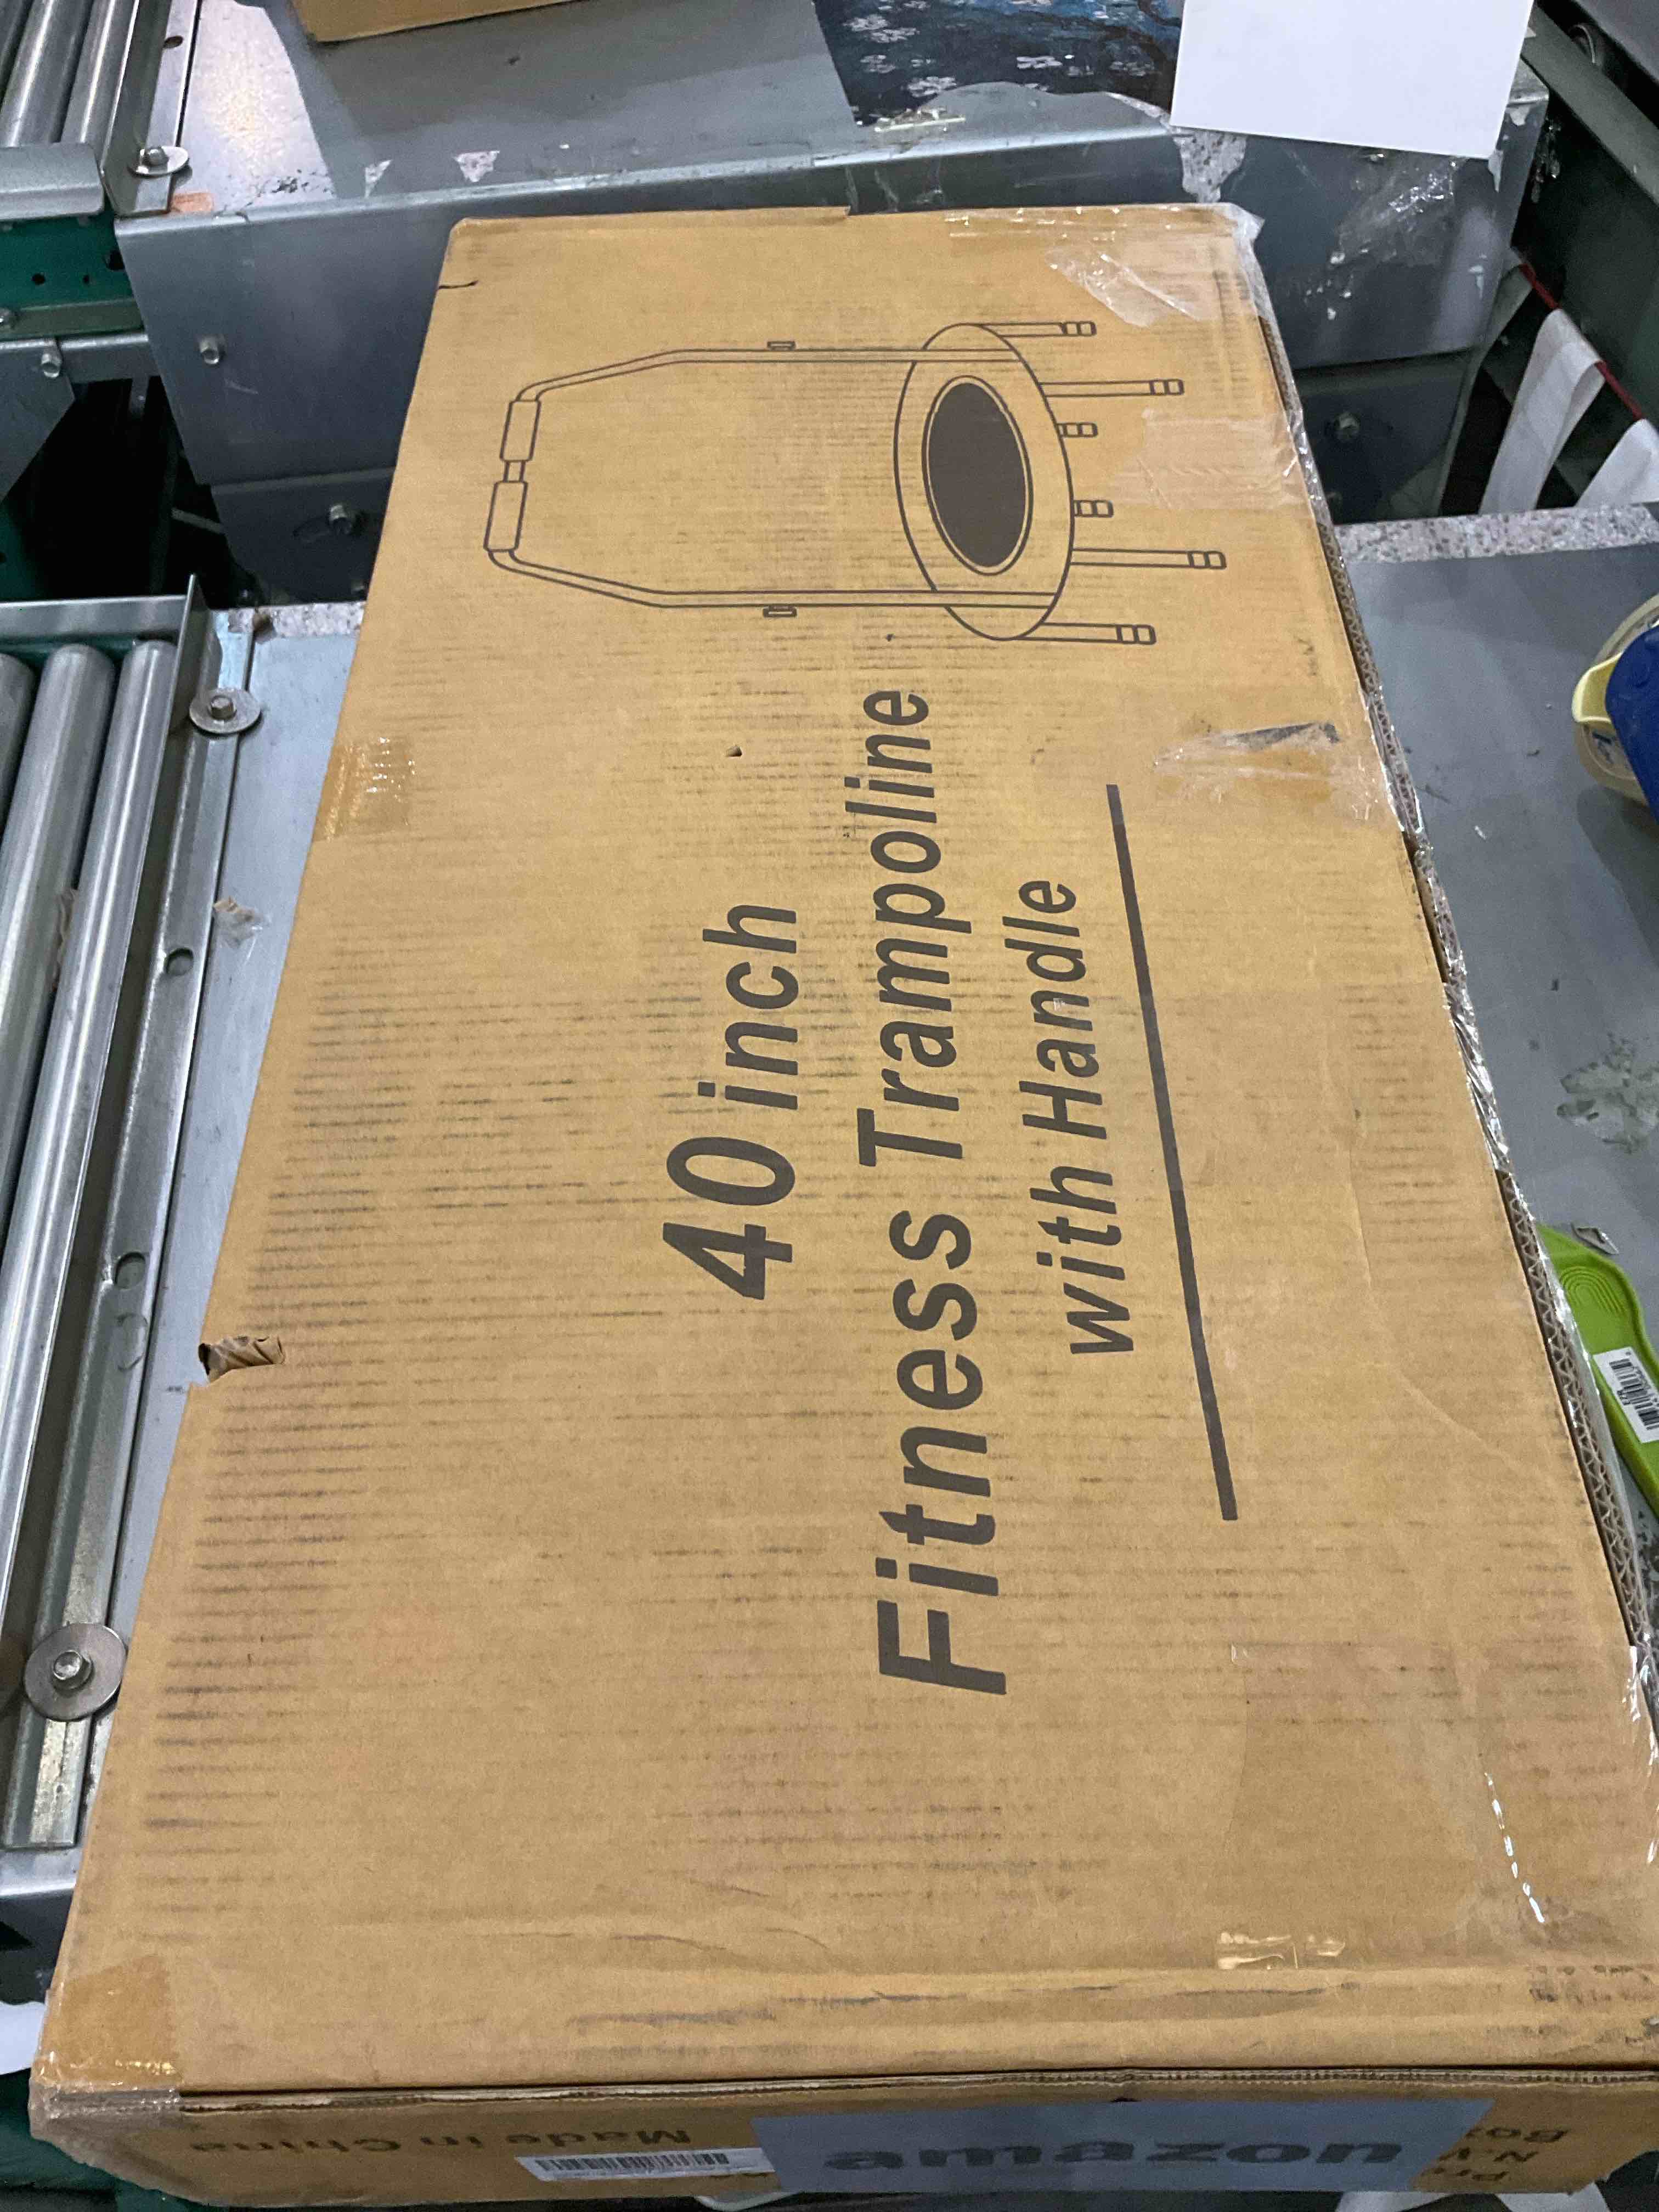 40 inch
Fitness Trampoline
with Handle
Made in China
amazon